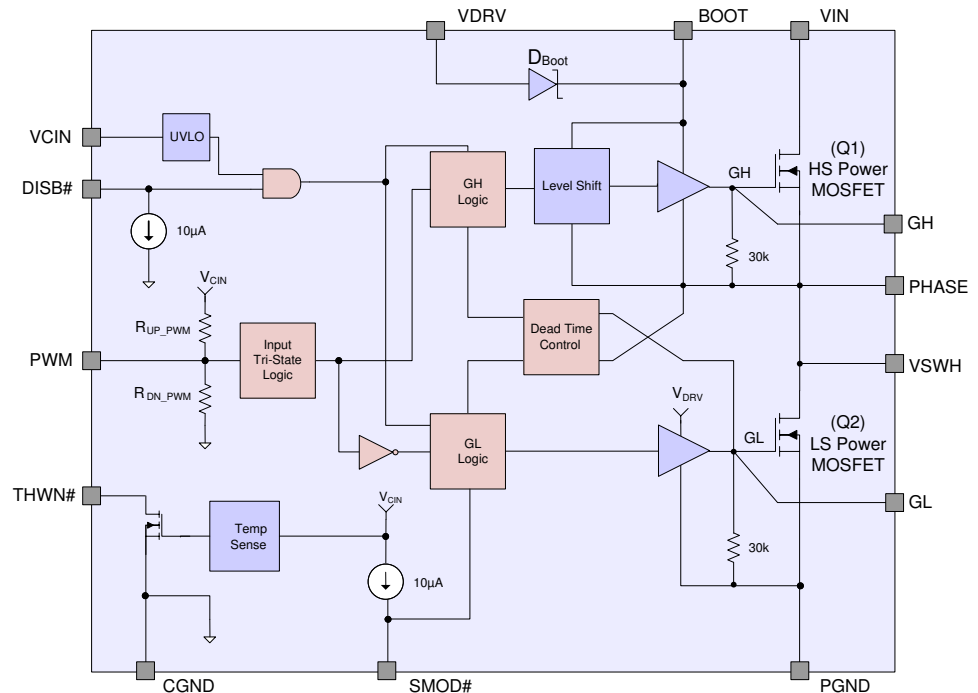 VDRV
BOOT
VIN
DBoot
VCIN
UVLO
(Q1)
HS Power
MOSFET
DISB#
GH
Logic
Level Shift
GH
10µA
GH
30k
VCIN
PHASE
RUP_PWM
Input
Tri-State
Logic
Dead Time
Control
PWM
VSWH
RDN_PWM
VDRV
(Q2)
LS Power
MOSFET
GL
Logic
GL
THWN#
VCIN
GL
Temp
Sense
30k
10µA
CGND
SMOD#
PGND